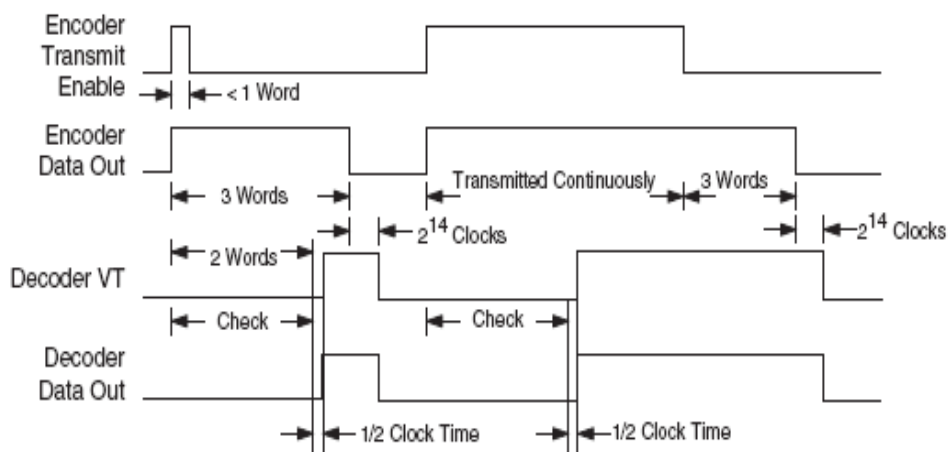 Encoder
Transmit
Enable
< 1 Word
Encoder
Data Out
3 Words
Transmitted Continuously
3 Words
2^14 Clocks
2^14 Clocks
2 Words
Decoder VT
Check
Check
Decoder
Data Out
1/2 Clock Time
1/2 Clock Time